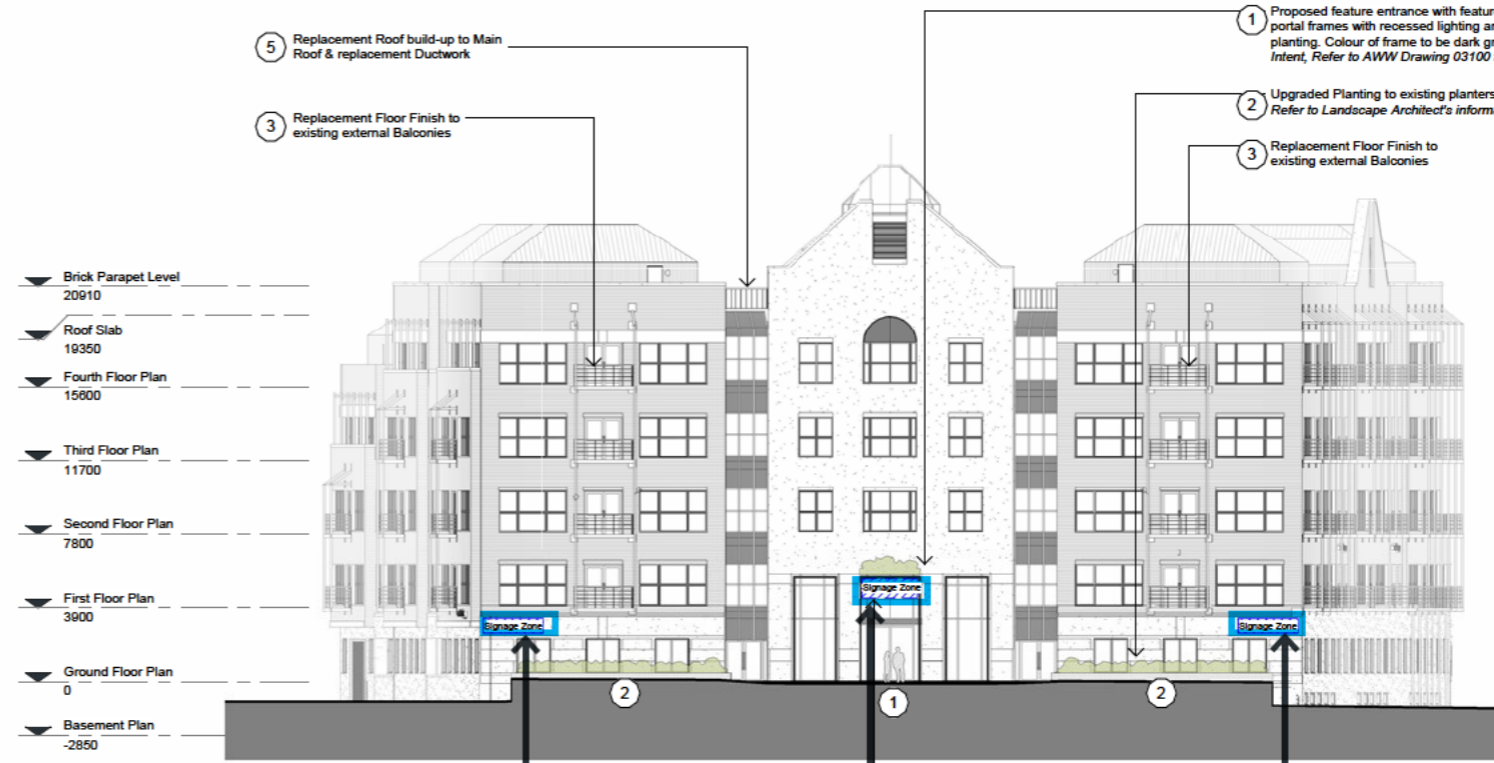 5
Replacement Roof build-up to Main
Roof & replacement Ductwork
3
Replacement Floor Finish to
existing external Balconies
1
Proposed feature entrance with
portal frames with recessed lighting
planting. Colour of frame to be dark
Intent, Refer to AWW Drawing 03100
2
Upgraded Planting to existing planters
Refer to Landscape Architect's
3
Replacement Floor Finish to
existing external Balconies
Brick Parapet Level
20910
Roof Slab
19350
Fourth Floor Plan
15600
Third Floor Plan
11700
Second Floor Plan
7800
First Floor Plan
3900
Ground Floor Plan
0
Basement Plan
-2850
Signage Zone
Signage Zone
Signage Zone
2
1
2